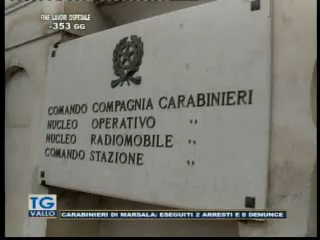 FINE LAVORI OSPEDALE
-353 GG
COMANDO COMPAGNIA CARABINIERI
NUCLEO OPERATIVO "
NUCLEO RADIOMOBILE "
COMANDO STAZIONE "
TG
VALLO
CARABINIERI DI MARSALA: ESEGUITI 2 ARRESTI E 8 DENUNCE